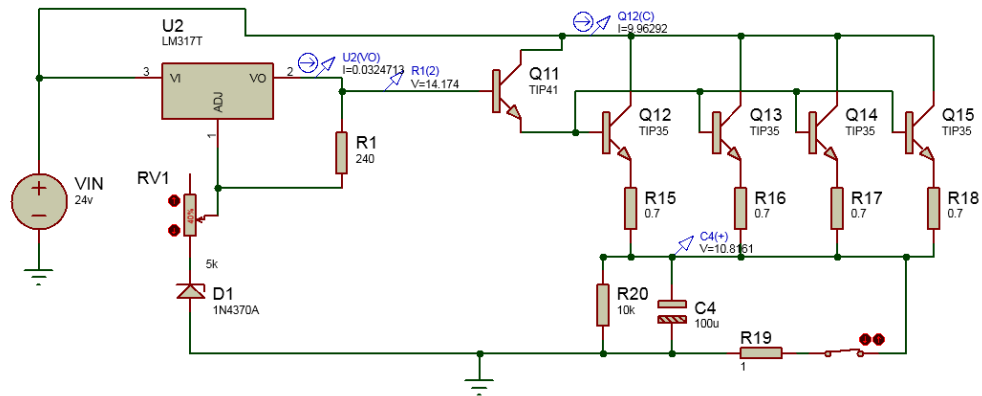 U2
LM317T
3
VI
VO
2
ADJ
1
U2(VO)
I=0.0324713
R1(2)
V=14.174
Q12(C)
I=9.96292
Q11
TIP41
Q12
TIP35
Q13
TIP35
Q14
TIP35
Q15
TIP35
R1
240
VIN
24v
RV1
40%
5k
D1
1N4370A
R15
0.7
R16
0.7
R17
0.7
R18
0.7
C4(+)
V=10.8161
R20
10k
C4
100u
R19
1